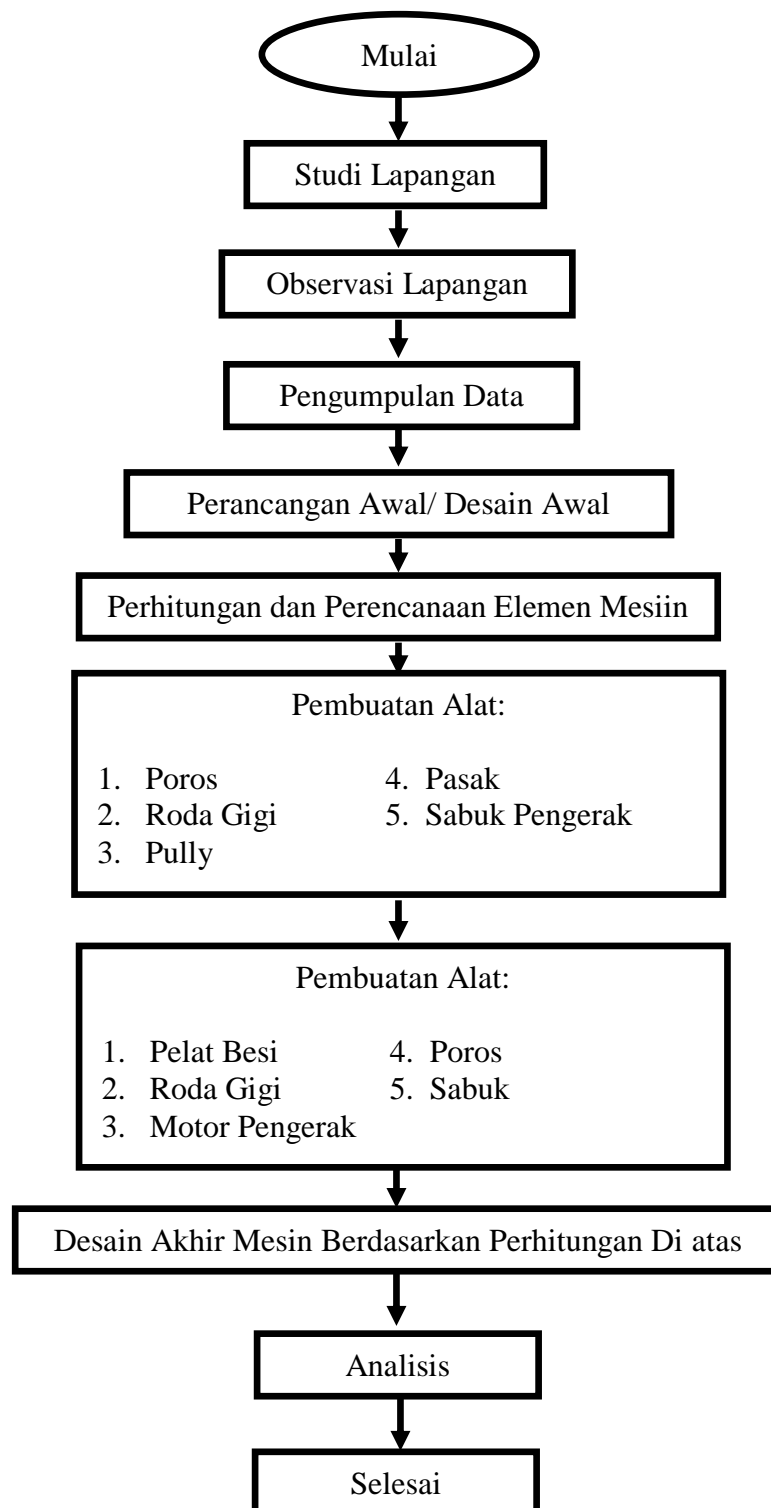 Mulai
Studi Lapangan
Observasi Lapangan
Pengumpulan Data
Perancangan Awal/ Desain Awal
Perhitungan dan Perencanaan Elemen Mesiin
Pembuatan Alat:
1. Poros 4. Pasak
2. Roda Gigi 5. Sabuk Pengerak
3. Pully
Pembuatan Alat:
1. Pelat Besi 4. Poros
2. Roda Gigi 5. Sabuk
3. Motor Pengerak
Desain Akhir Mesin Berdasarkan Perhitungan Di atas
Analisis
Selesai